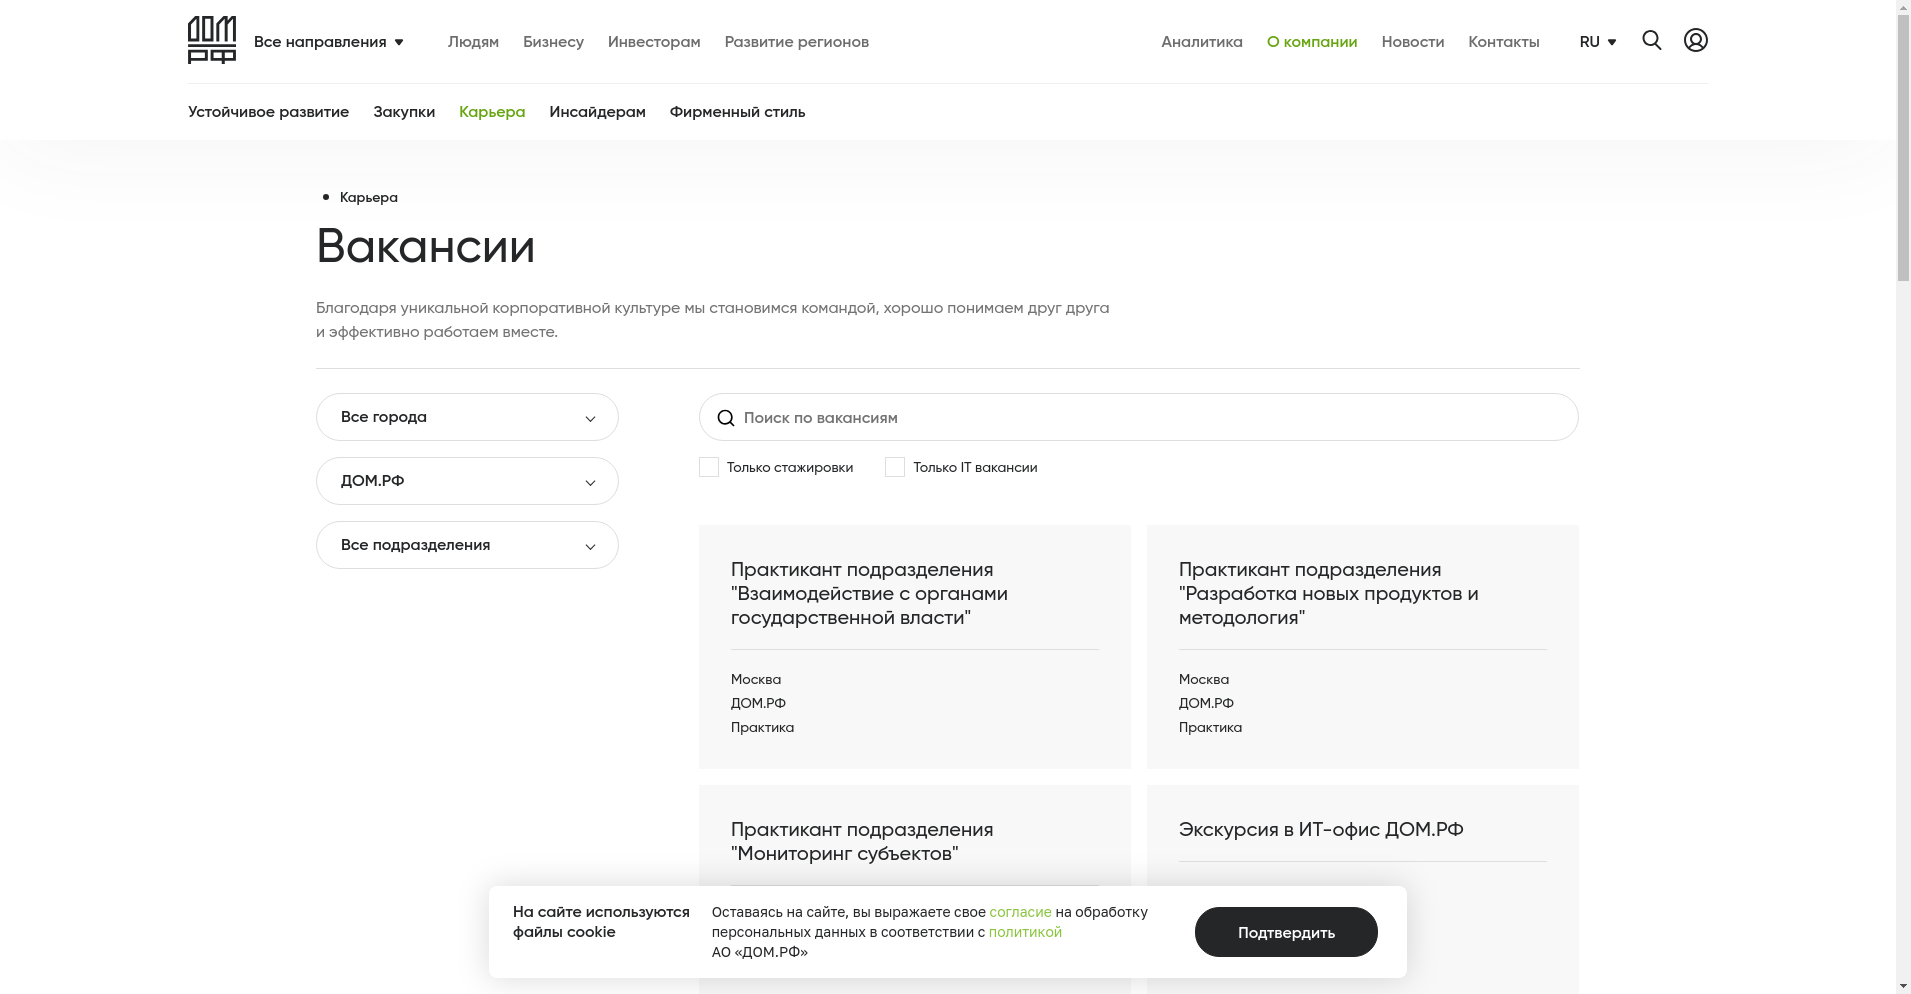 ДОМ РФ
Все направления
Людям
Бизнесу
Инвесторам
Развитие регионов
Аналитика
О компании
Новости
Контакты
RU
Устойчивое развитие
Закупки
Карьера
Инсайдерам
Фирменный стиль
Карьера
Вакансии
Благодаря уникальной корпоративной культуре мы становимся командой, хорошо понимаем друг друга
и эффективно работаем вместе.
Все города
ДОМ.РФ
Все подразделения
Поиск по вакансиям
Только стажировки
Только IT вакансии
Практикант подразделения
"Взаимодействие с органами
государственной власти"
Москва
ДОМ.РФ
Практика
Практикант подразделения
"Разработка новых продуктов и
методология"
Москва
ДОМ.РФ
Практика
Практикант подразделения
"Мониторинг субъектов"
Экскурсия в ИТ-офис ДОМ.РФ
На сайте используются
файлы cookie
Оставаясь на сайте, вы выражаете свое согласие на обработку
персональных данных в соответствии с политикой
АО «ДОМ.РФ»
Подтвердить